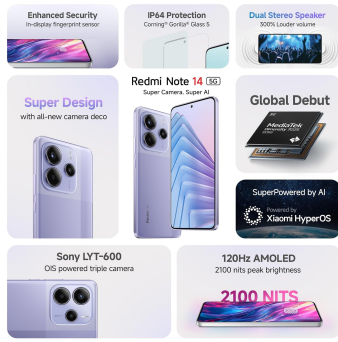 Enhanced Security
In-display fingerprint sensor
IP64 Protection
Corning® Gorilla® Glass 5
Dual Stereo Speaker
300% Louder volume
Super Design
with all-new camera deco
Redmi Note 14 5G
Super Camera. Super AI
Global Debut
MediaTek
SuperPowered by AI
Powered by
Xiaomi HyperOS
Sony LYT-600
OIS powered triple camera
120Hz AMOLED
2100 nits peak brightness
2100 NITS